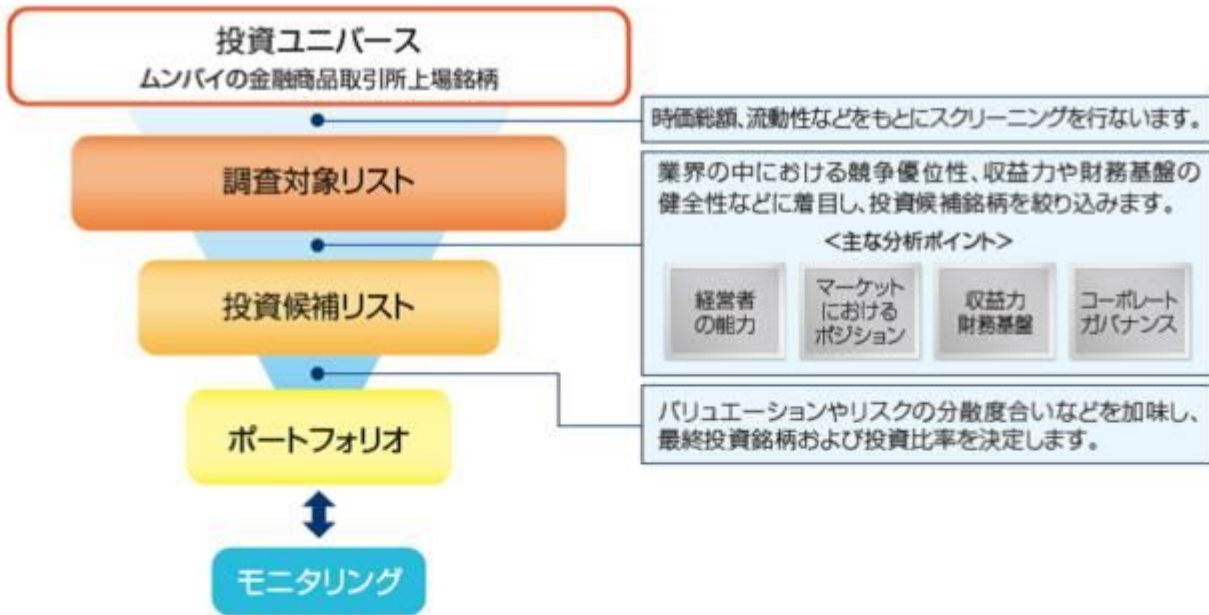 投資ユニバース
ムンバイの金融商品取引所上場銘柄
時価総額、流動性などをもとにスクリーニングを行ないます。
調査対象リスト
業界の中における競争優位性、収益力や財務基盤の
健全性などに着目し、投資候補銘柄を絞り込みます。
＜主な分析ポイント＞
経営者
の能力
マーケット
における
ポジション
収益力
財務基盤
コーポレート
ガバナンス
投資候補リスト
バリュエーションやリスクの分散度合いなどを加味し、
最終投資銘柄および投資比率を決定します。
ポートフォリオ
モニタリング